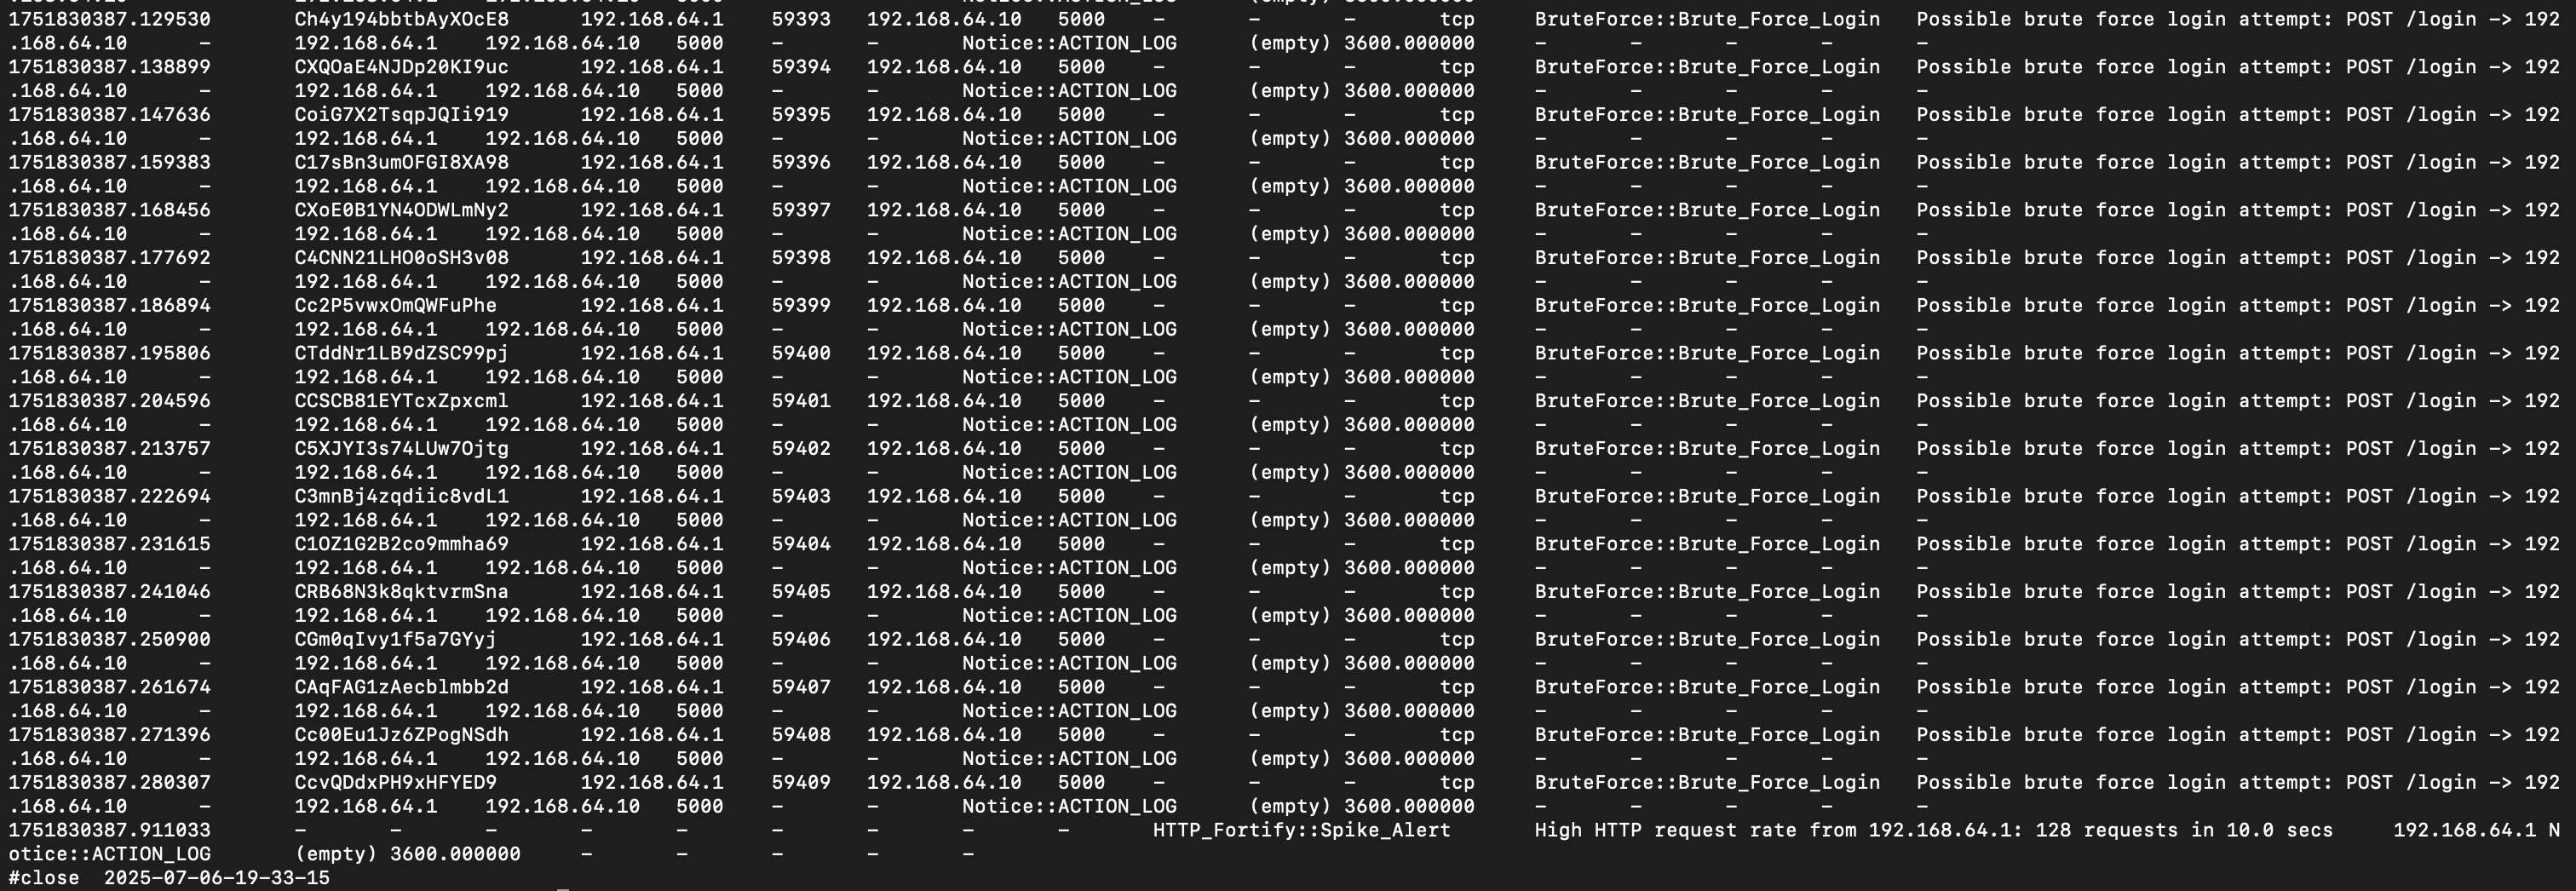 1751830387.129530 Ch4y194bbtbAyXOcE8 192.168.64.1 59393 192.168.64.10 5000 - - - tcp BruteForce::Brute_Force_Login Possible brute force login attempt: POST /login -> 192
.168.64.10 - 192.168.64.1 192.168.64.10 5000 - - Notice::ACTION_LOG (empty) 3600.000000 - - - - -
1751830387.138899 CXQOaE4NJDp20KI9uc 192.168.64.1 59394 192.168.64.10 5000 - - - tcp BruteForce::Brute_Force_Login Possible brute force login attempt: POST /login -> 192
.168.64.10 - 192.168.64.1 192.168.64.10 5000 - - Notice::ACTION_LOG (empty) 3600.000000 - - - - -
1751830387.147636 CoiG7X2TsqpJQIi919 192.168.64.1 59395 192.168.64.10 5000 - - - tcp BruteForce::Brute_Force_Login Possible brute force login attempt: POST /login -> 192
.168.64.10 - 192.168.64.1 192.168.64.10 5000 - - Notice::ACTION_LOG (empty) 3600.000000 - - - - -
1751830387.159383 C17sBn3umOFGI8XA98 192.168.64.1 59396 192.168.64.10 5000 - - - tcp BruteForce::Brute_Force_Login Possible brute force login attempt: POST /login -> 192
.168.64.10 - 192.168.64.1 192.168.64.10 5000 - - Notice::ACTION_LOG (empty) 3600.000000 - - - - -
1751830387.168456 CXoE0B1YN4ODWLmNy2 192.168.64.1 59397 192.168.64.10 5000 - - - tcp BruteForce::Brute_Force_Login Possible brute force login attempt: POST /login -> 192
.168.64.10 - 192.168.64.1 192.168.64.10 5000 - - Notice::ACTION_LOG (empty) 3600.000000 - - - - -
1751830387.177692 C4CNN21LHO0oSH3v08 192.168.64.1 59398 192.168.64.10 5000 - - - tcp BruteForce::Brute_Force_Login Possible brute force login attempt: POST /login -> 192
.168.64.10 - 192.168.64.1 192.168.64.10 5000 - - Notice::ACTION_LOG (empty) 3600.000000 - - - - -
1751830387.186894 Cc2P5vwxOmQWFuPhe 192.168.64.1 59399 192.168.64.10 5000 - - - tcp BruteForce::Brute_Force_Login Possible brute force login attempt: POST /login -> 192
.168.64.10 - 192.168.64.1 192.168.64.10 5000 - - Notice::ACTION_LOG (empty) 3600.000000 - - - - -
1751830387.195806 CTddNr1LB9dZSC99pj 192.168.64.1 59400 192.168.64.10 5000 - - - tcp BruteForce::Brute_Force_Login Possible brute force login attempt: POST /login -> 192
.168.64.10 - 192.168.64.1 192.168.64.10 5000 - - Notice::ACTION_LOG (empty) 3600.000000 - - - - -
1751830387.204596 CCSCB81EYTcxZpxcml 192.168.64.1 59401 192.168.64.10 5000 - - - tcp BruteForce::Brute_Force_Login Possible brute force login attempt: POST /login -> 192
.168.64.10 - 192.168.64.1 192.168.64.10 5000 - - Notice::ACTION_LOG (empty) 3600.000000 - - - - -
1751830387.213757 C5XJYI3s74LUw7Ojtg 192.168.64.1 59402 192.168.64.10 5000 - - - tcp BruteForce::Brute_Force_Login Possible brute force login attempt: POST /login -> 192
.168.64.10 - 192.168.64.1 192.168.64.10 5000 - - Notice::ACTION_LOG (empty) 3600.000000 - - - - -
1751830387.222694 C3mnBj4zqdiic8vdL1 192.168.64.1 59403 192.168.64.10 5000 - - - tcp BruteForce::Brute_Force_Login Possible brute force login attempt: POST /login -> 192
.168.64.10 - 192.168.64.1 192.168.64.10 5000 - - Notice::ACTION_LOG (empty) 3600.000000 - - - - -
1751830387.231615 C1OZ1G2B2co9mmha69 192.168.64.1 59404 192.168.64.10 5000 - - - tcp BruteForce::Brute_Force_Login Possible brute force login attempt: POST /login -> 192
.168.64.10 - 192.168.64.1 192.168.64.10 5000 - - Notice::ACTION_LOG (empty) 3600.000000 - - - - -
1751830387.241046 CRB68N3k8qktvrmSna 192.168.64.1 59405 192.168.64.10 5000 - - - tcp BruteForce::Brute_Force_Login Possible brute force login attempt: POST /login -> 192
.168.64.10 - 192.168.64.1 192.168.64.10 5000 - - Notice::ACTION_LOG (empty) 3600.000000 - - - - -
1751830387.250900 CGm0qIvy1f5a7GYyj 192.168.64.1 59406 192.168.64.10 5000 - - - tcp BruteForce::Brute_Force_Login Possible brute force login attempt: POST /login -> 192
.168.64.10 - 192.168.64.1 192.168.64.10 5000 - - Notice::ACTION_LOG (empty) 3600.000000 - - - - -
1751830387.261674 CAqFAG1zAecblmbb2d 192.168.64.1 59407 192.168.64.10 5000 - - - tcp BruteForce::Brute_Force_Login Possible brute force login attempt: POST /login -> 192
.168.64.10 - 192.168.64.1 192.168.64.10 5000 - - Notice::ACTION_LOG (empty) 3600.000000 - - - - -
1751830387.271396 Cc00Eu1Jz6ZPogNSdh 192.168.64.1 59408 192.168.64.10 5000 - - - tcp BruteForce::Brute_Force_Login Possible brute force login attempt: POST /login -> 192
.168.64.10 - 192.168.64.1 192.168.64.10 5000 - - Notice::ACTION_LOG (empty) 3600.000000 - - - - -
1751830387.280307 CcvQDdxPH9xHFYED9 192.168.64.1 59409 192.168.64.10 5000 - - - tcp BruteForce::Brute_Force_Login Possible brute force login attempt: POST /login -> 192
.168.64.10 - 192.168.64.1 192.168.64.10 5000 - - Notice::ACTION_LOG (empty) 3600.000000 - - - - -
1751830387.911033 - - - - - - - - - HTTP_Fortify::Spike_Alert High HTTP request rate from 192.168.64.1: 128 requests in 10.0 secs 192.168.64.1 N
otice::ACTION_LOG (empty) 3600.000000 - - - - -
#close 2025-07-06-19-33-15